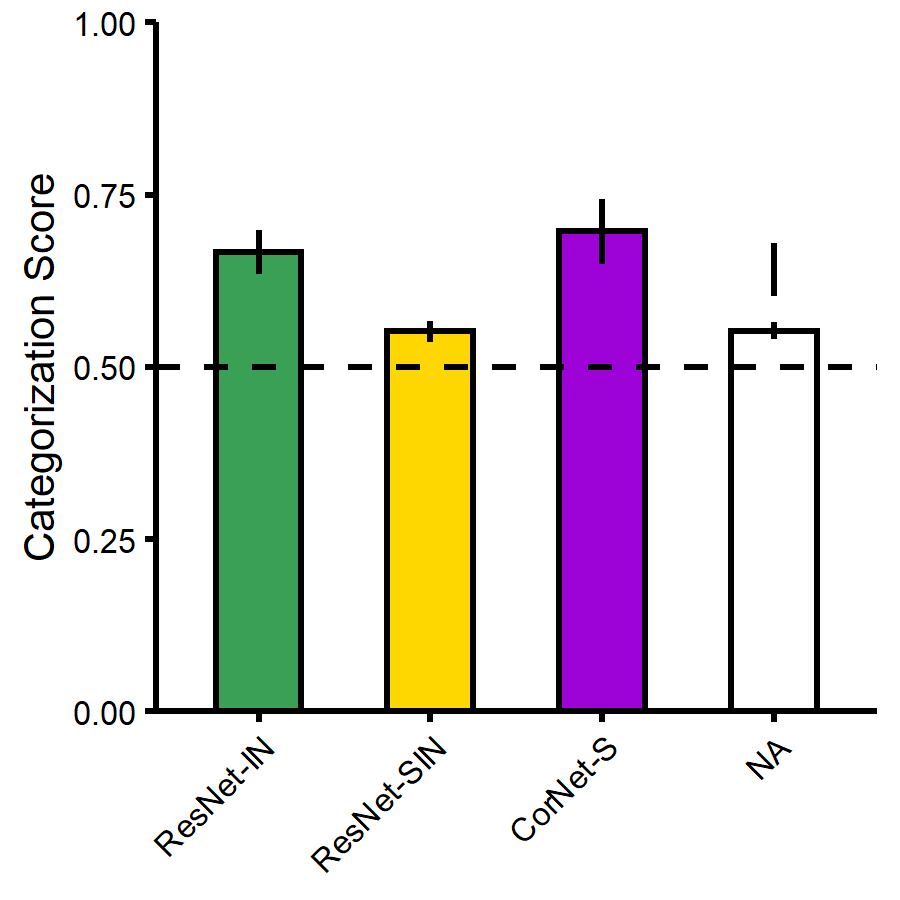 Categorization Score
1.00
0.75
0.50
0.25
0.00
ResNet-IN
ResNet-SIN
CorNet-S
NA